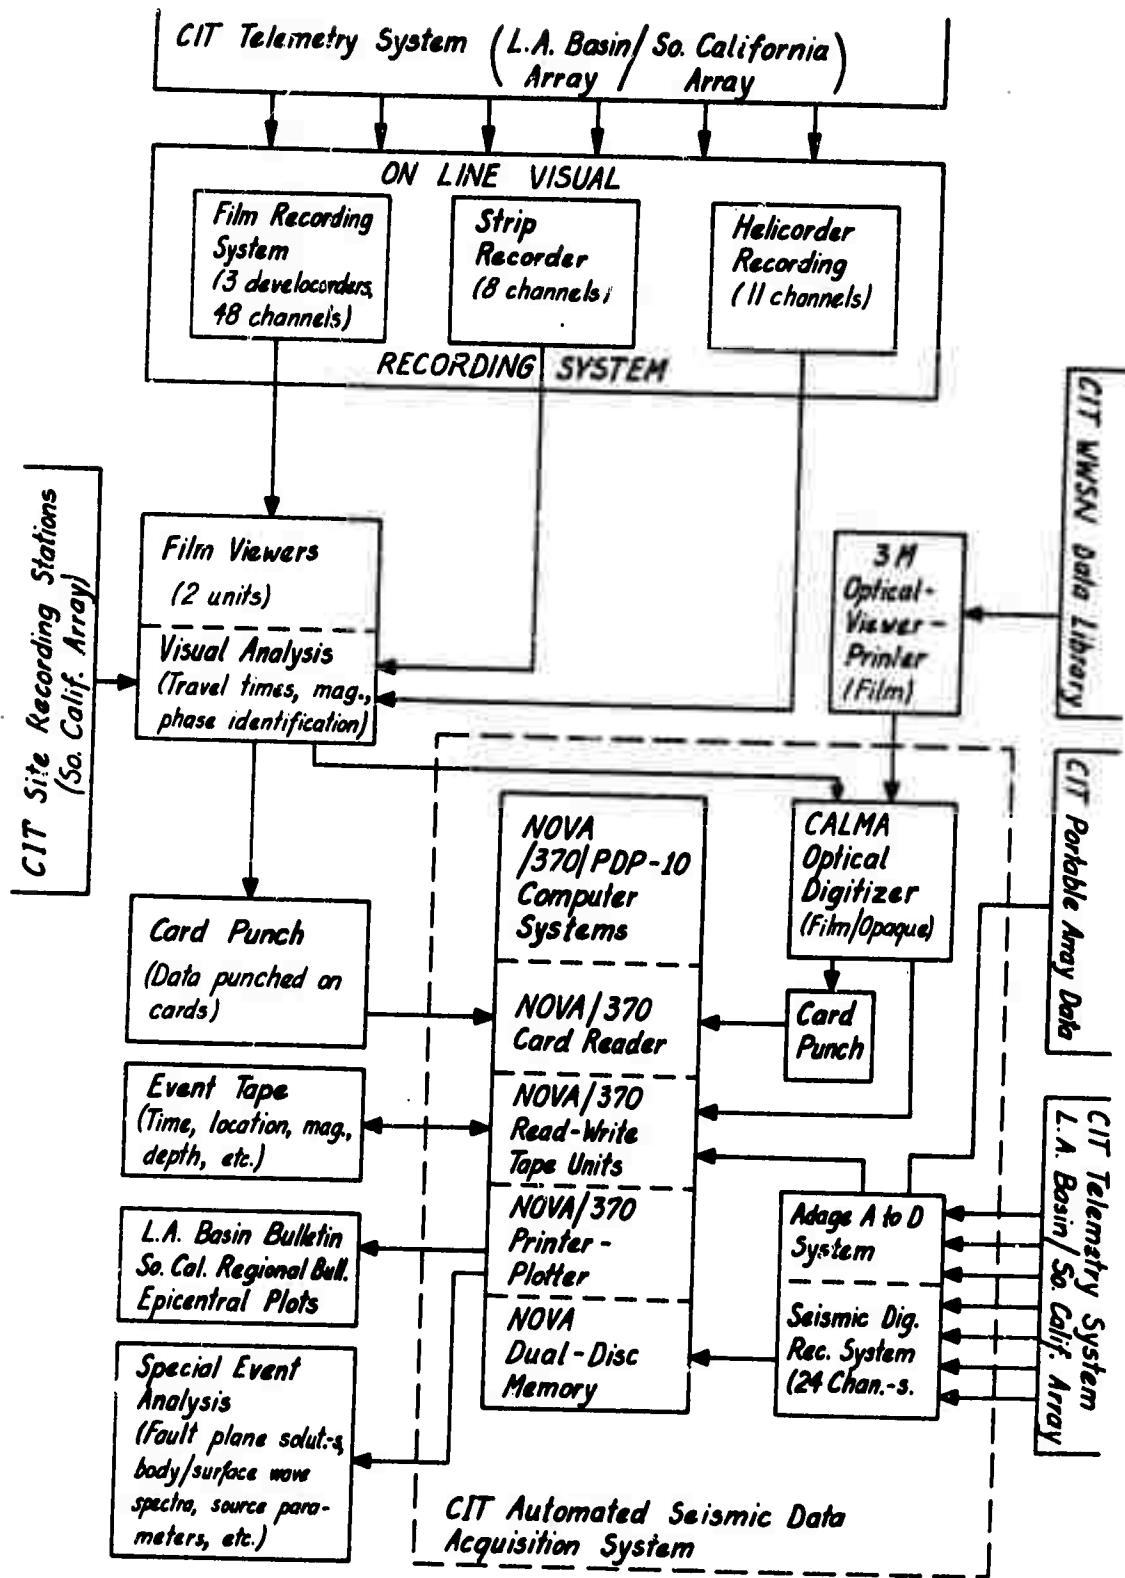 CIT Telemetry System (L.A. Basin/ So. California)
Array / Array
ON LINE VISUAL
Film Recording
System
(3 develocorders,
48 channels)
Strip
Recorder
(8 channels)
Helicorder
Recording
(11 channels)
RECORDING SYSTEM
CIT Site Recording Stations
(So. Calif. Array)
Film Viewers
(2 units)
Visual Analysis
(Travel times, mag.,
phase identification)
3M
Optical-
Viewer-
Printer
(Film)
CIT WWSN Data Library
CIT Portable Array Data
CIT Telemetry System
L.A. Basin/ So. Calif. Array
Card Punch
(Data punched on
cards)
Event Tape
(Time, location, mag.,
depth, etc.)
L.A. Basin Bulletin
So. Cal. Regional Bull.
Epicentral Plots
Special Event
Analysis
(Fault plane solut.-s,
body/surface wave
spectra, source para-
meters, etc.)
NOVA
/370/PDP-10
Computer
Systems
NOVA/370
Card Reader
NOVA/370
Read-Write
Tape Units
NOVA/370
Printer-
Plotter
NOVA
Dual-Disc
Memory
CALMA
Optical
Digitizer
(Film/Opaque)
Card
Punch
Adage A to D
System
Seismic Dig.
Rec. System
(24 Chan.-s.
CIT Automated Seismic Data
Acquisition System